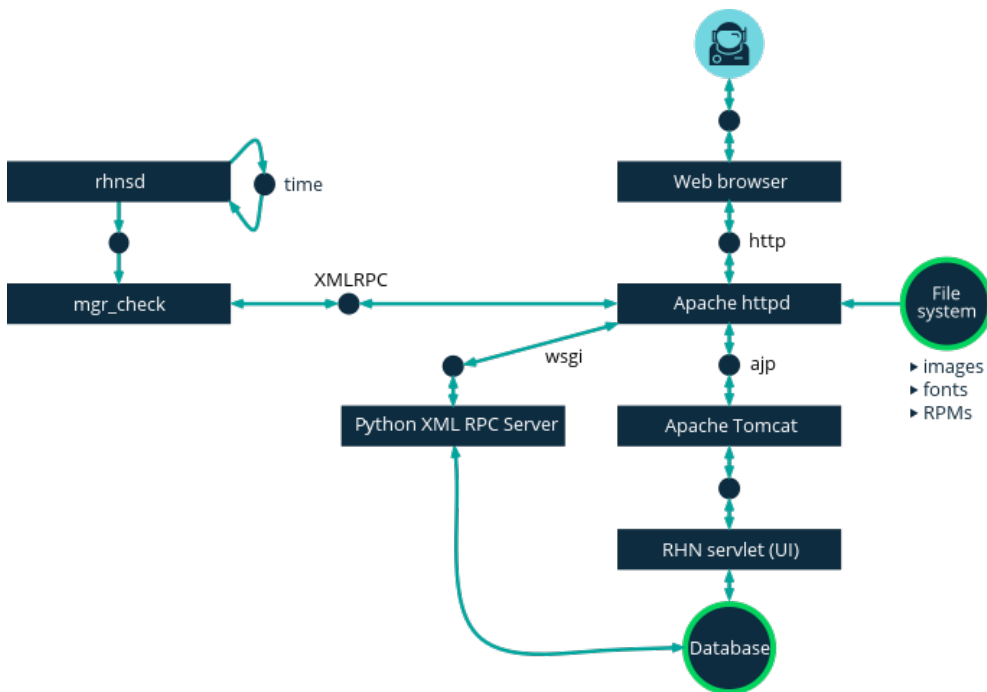 rhnsd
time
Web browser
http
XMLRPC
mgr_check
Apache httpd
File
system
wsgi
ajp
▸ images
▸ fonts
▸ RPMs
Python XML RPC Server
Apache Tomcat
RHN servlet (UI)
Database